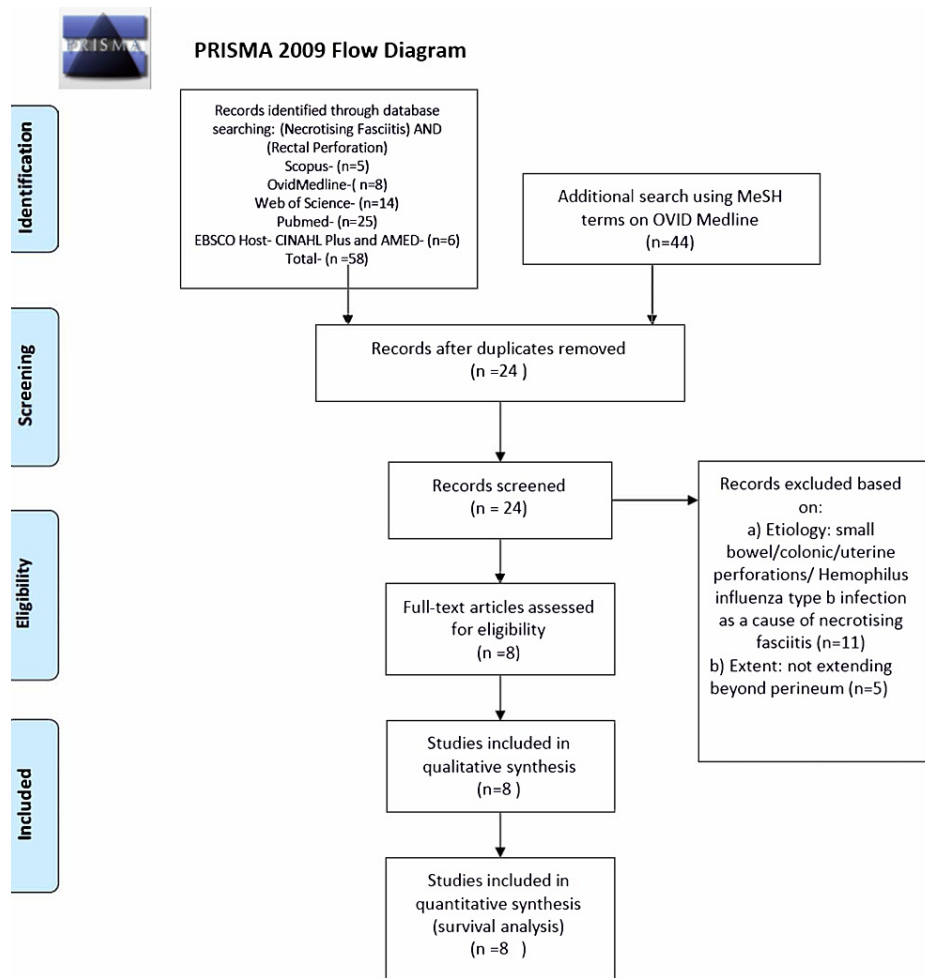 PRISMA
PRISMA 2009 Flow Diagram
Identification
Records identified through database
searching: (Necrotising Fasciitis) AND
(Rectal Perforation)
Scopus- (n=5)
OvidMedline-( n=8)
Web of Science- (n=14)
Pubmed- (n=25)
EBSCO Host- CINAHL Plus and AMED- (n=6)
Total- (n =58)
Additional search using MeSH
terms on OVID Medline
(n=44)
Screening
Records after duplicates removed
(n =24 )
Records screened
(n = 24)
Records excluded based
on:
a) Etiology: small
bowel/colonic/uterine
perforations/ Hemophilus
influenza type b infection
as a cause of necrotising
fasciitis (n=11)
b) Extent: not extending
beyond perineum (n=5)
Eligibility
Full-text articles assessed
for eligibility
(n =8)
Included
Studies included in
qualitative synthesis
(n=8 )
Studies included in
quantitative synthesis
(survival analysis)
(n =8 )